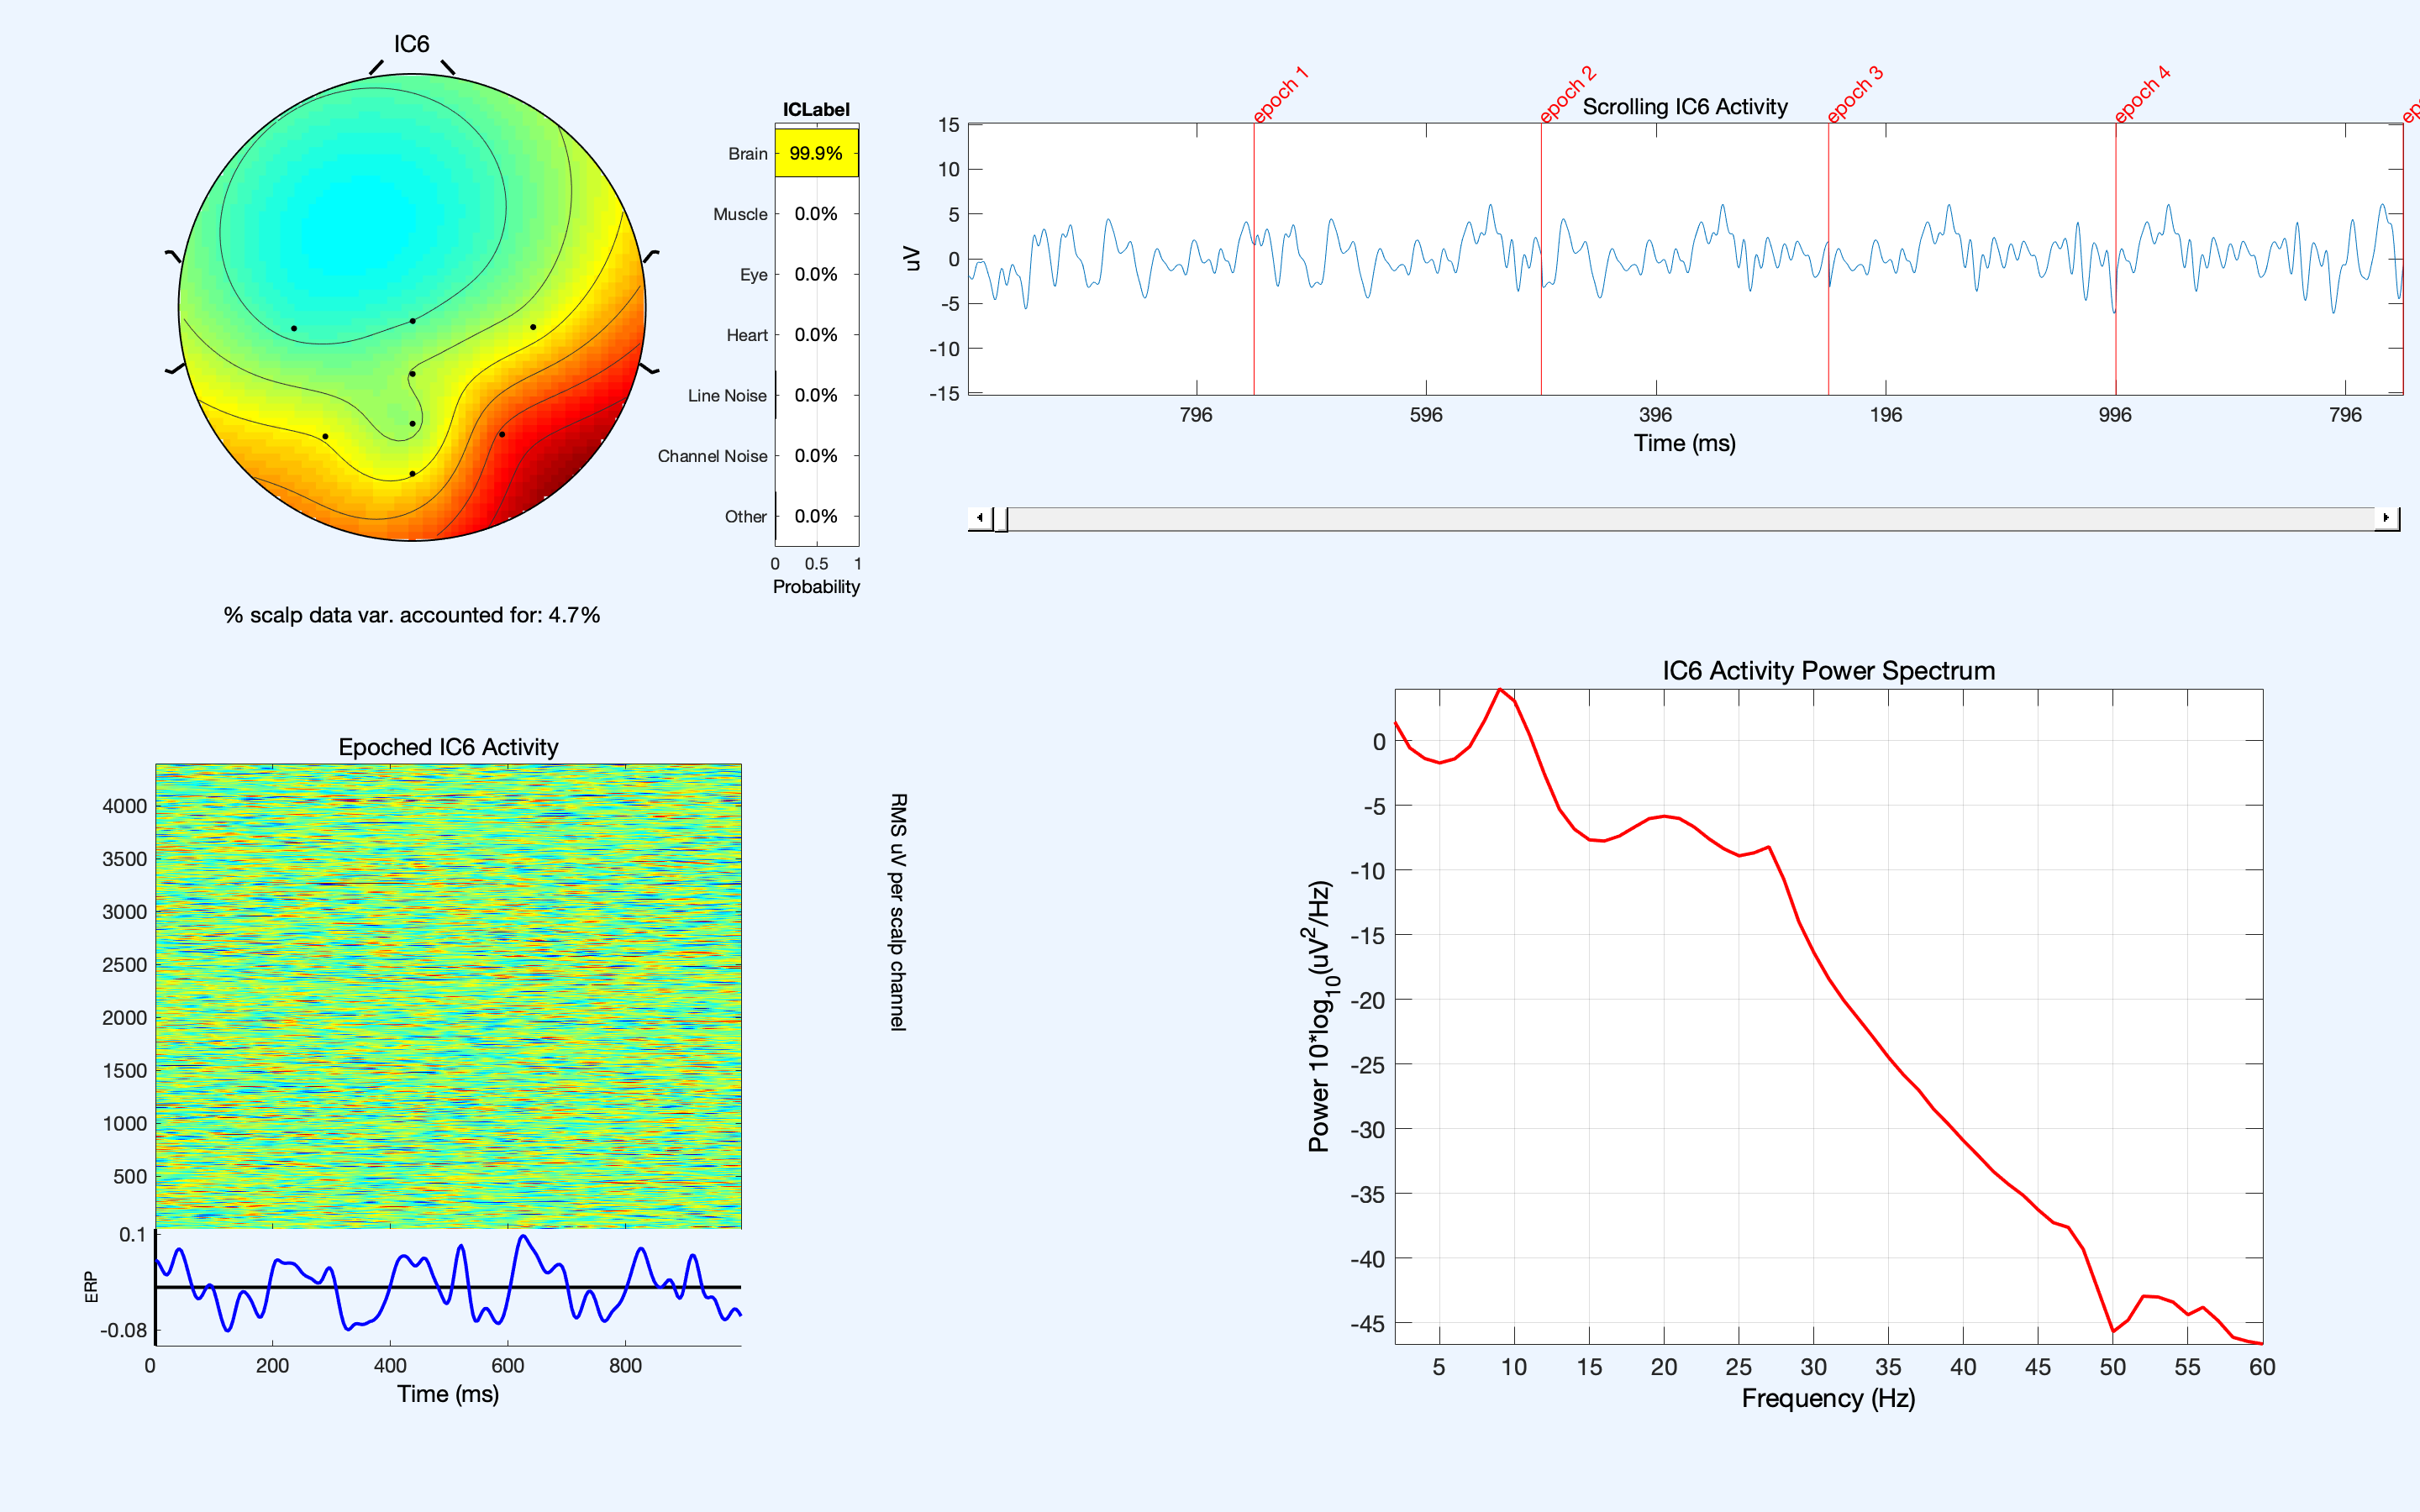 IC6
ICLabel
Brain 99.9%
Muscle 0.0%
Eye 0.0%
Heart 0.0%
Line Noise 0.0%
Channel Noise 0.0%
Other 0.0%
0 0.5 1
Probability
% scalp data var. accounted for: 4.7%
epoch 1
epoch 2
epoch 3
epoch 4
Scrolling IC6 Activity
15
10
5
0
-5
-10
-15
uV
796 596 396 196 996 796
Time (ms)
Epoched IC6 Activity
4000
3500
3000
2500
2000
1500
1000
500
0.1
-0.08
ERP
0 200 400 600 800
Time (ms)
RMS uV per scalp channel
IC6 Activity Power Spectrum
0
-5
-10
-15
-20
-25
-30
-35
-40
-45
Power 10*log10(uV2/Hz)
5 10 15 20 25 30 35 40 45 50 55 60
Frequency (Hz)